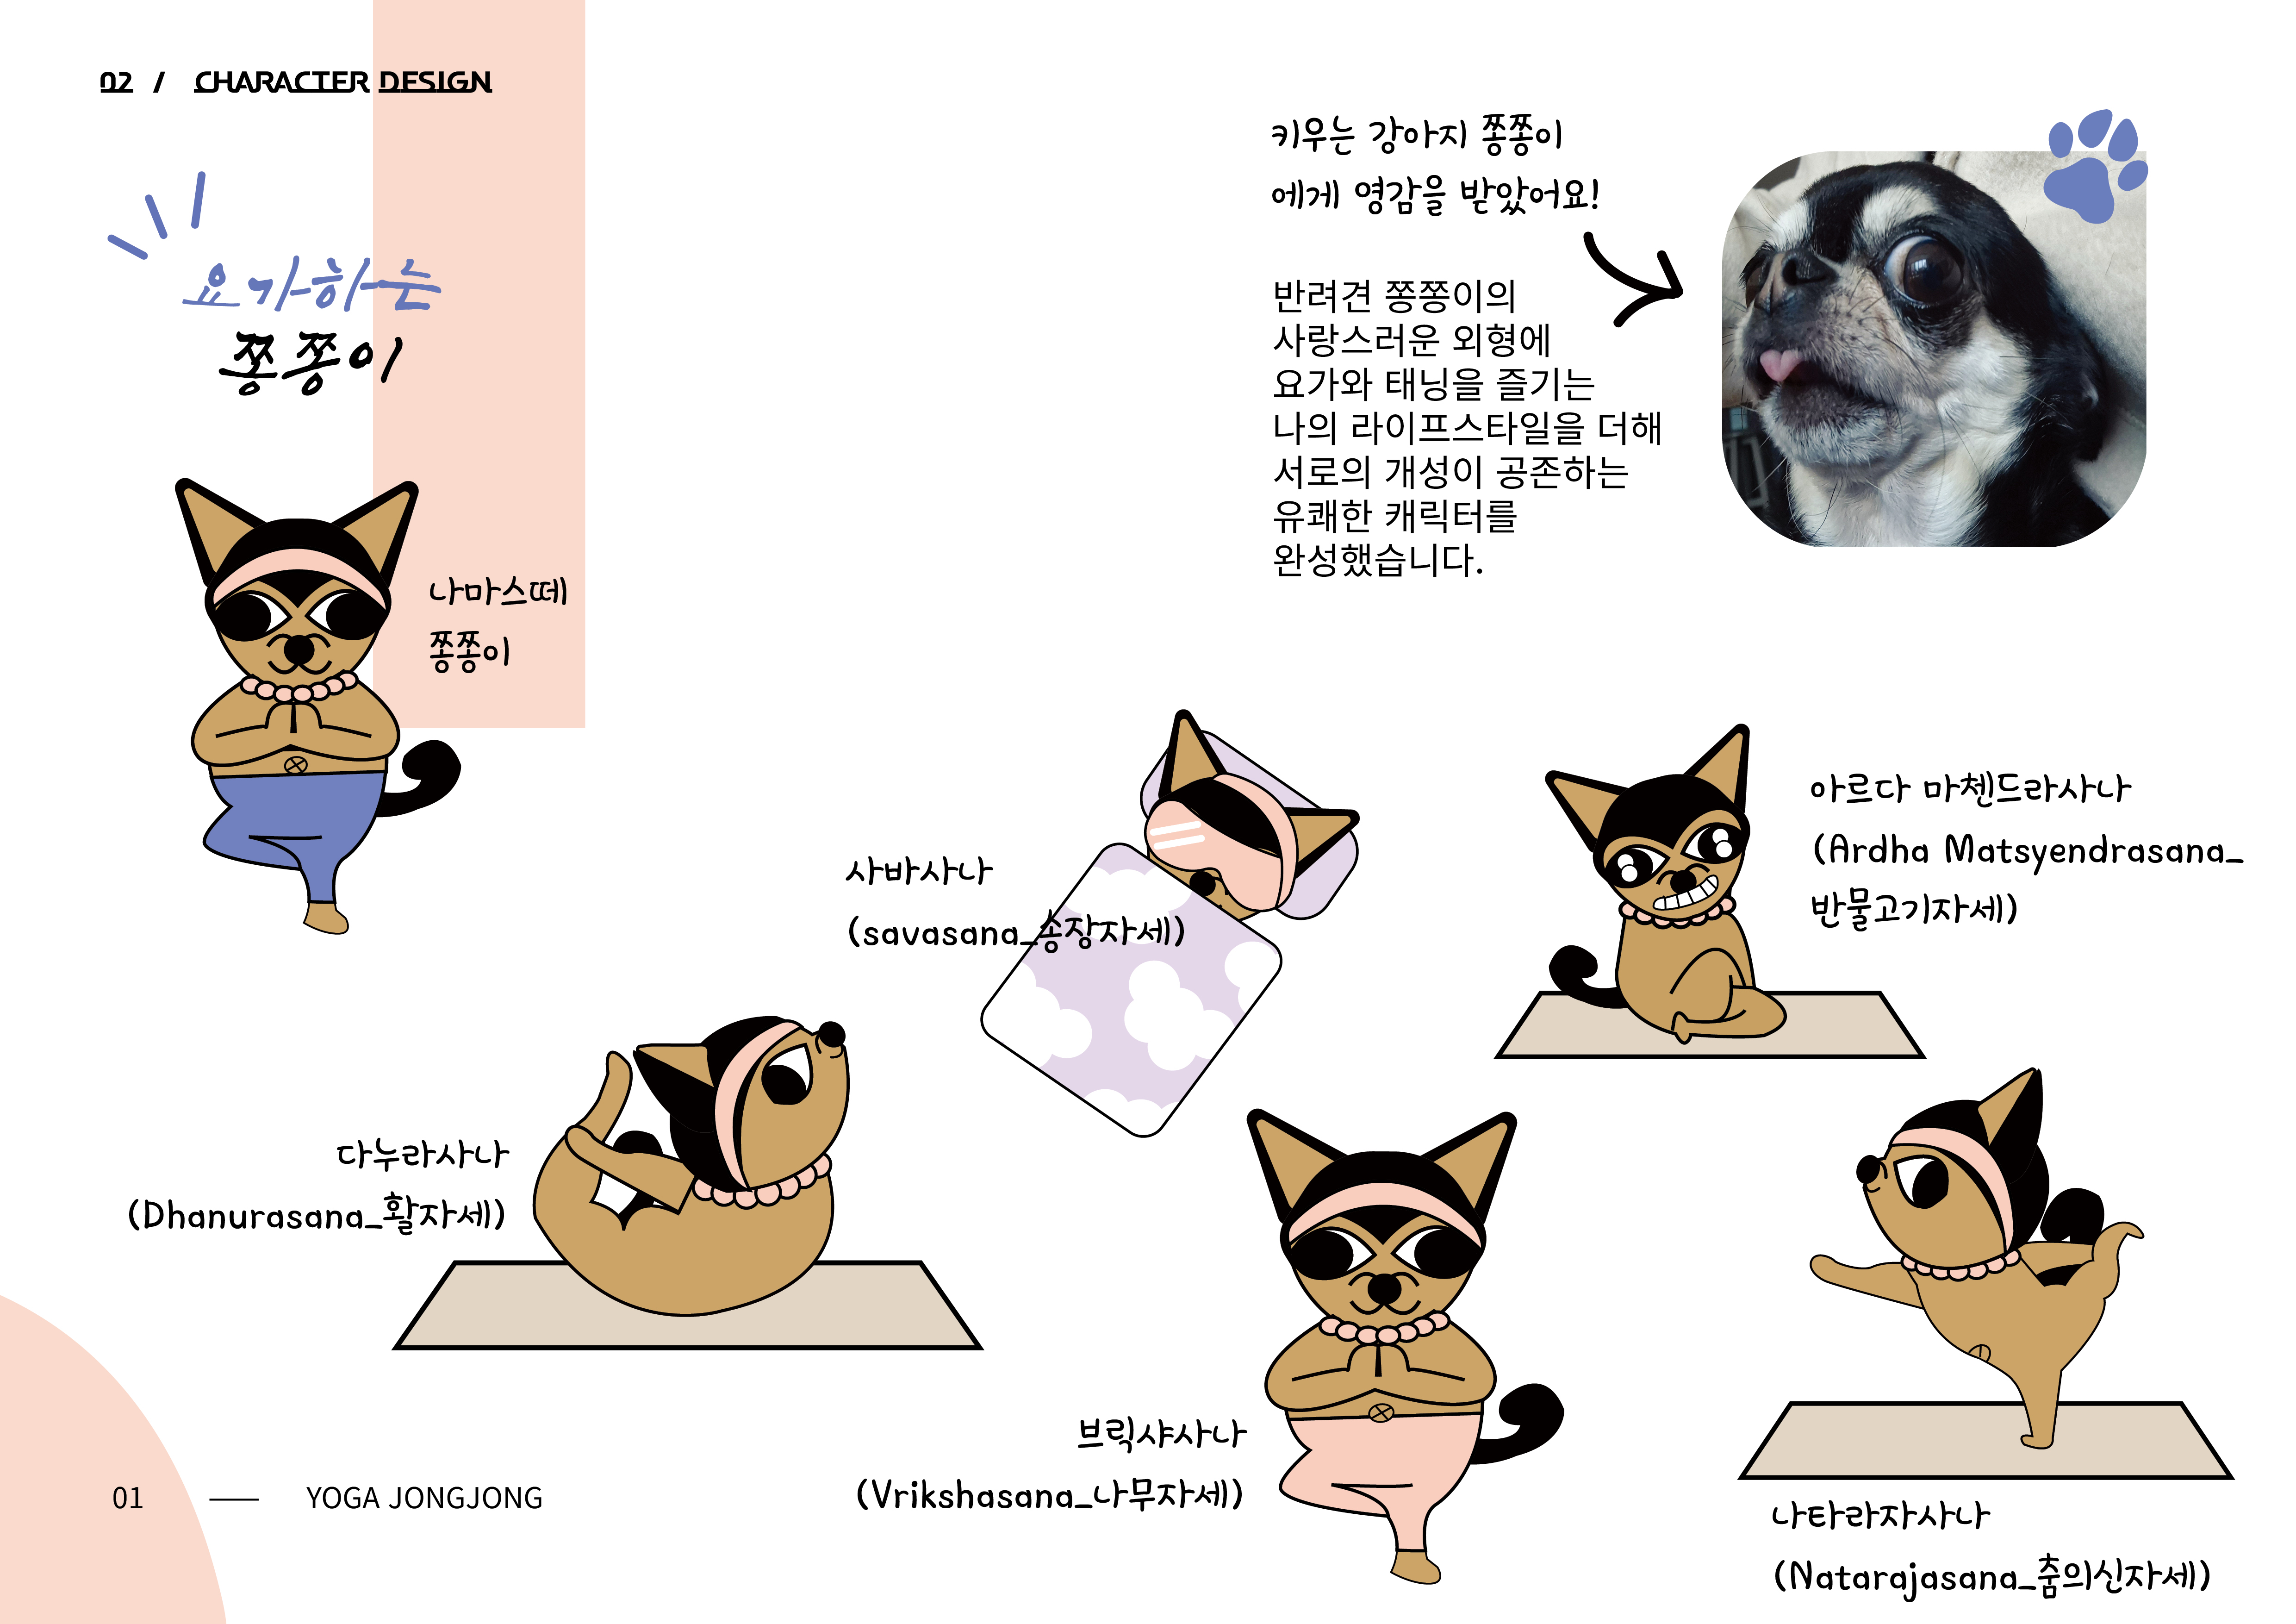 02 / CHARACTER DESIGN
요가하는
쫑쫑이
키우는 강아지 쫑쫑이
에게 영감을 받았어요!
반려견 쫑쫑이의
사랑스러운 외형에
요가와 태닝을 즐기는
나의 라이프스타일을 더해
서로의 개성이 공존하는
유쾌한 캐릭터를
완성했습니다.
나마스떼
쫑쫑이
사바사나
(savasana_송장자세)
아르다 마첸드라사나
(Ardha Matsyendrasana_
반물고기자세)
다누라사나
(Dhanurasana_활자세)
브릭샤사나
(Vrikshasana_나무자세)
나타라자사나
(Natarajasana_춤의신자세)
01 — YOGA JONGJONG